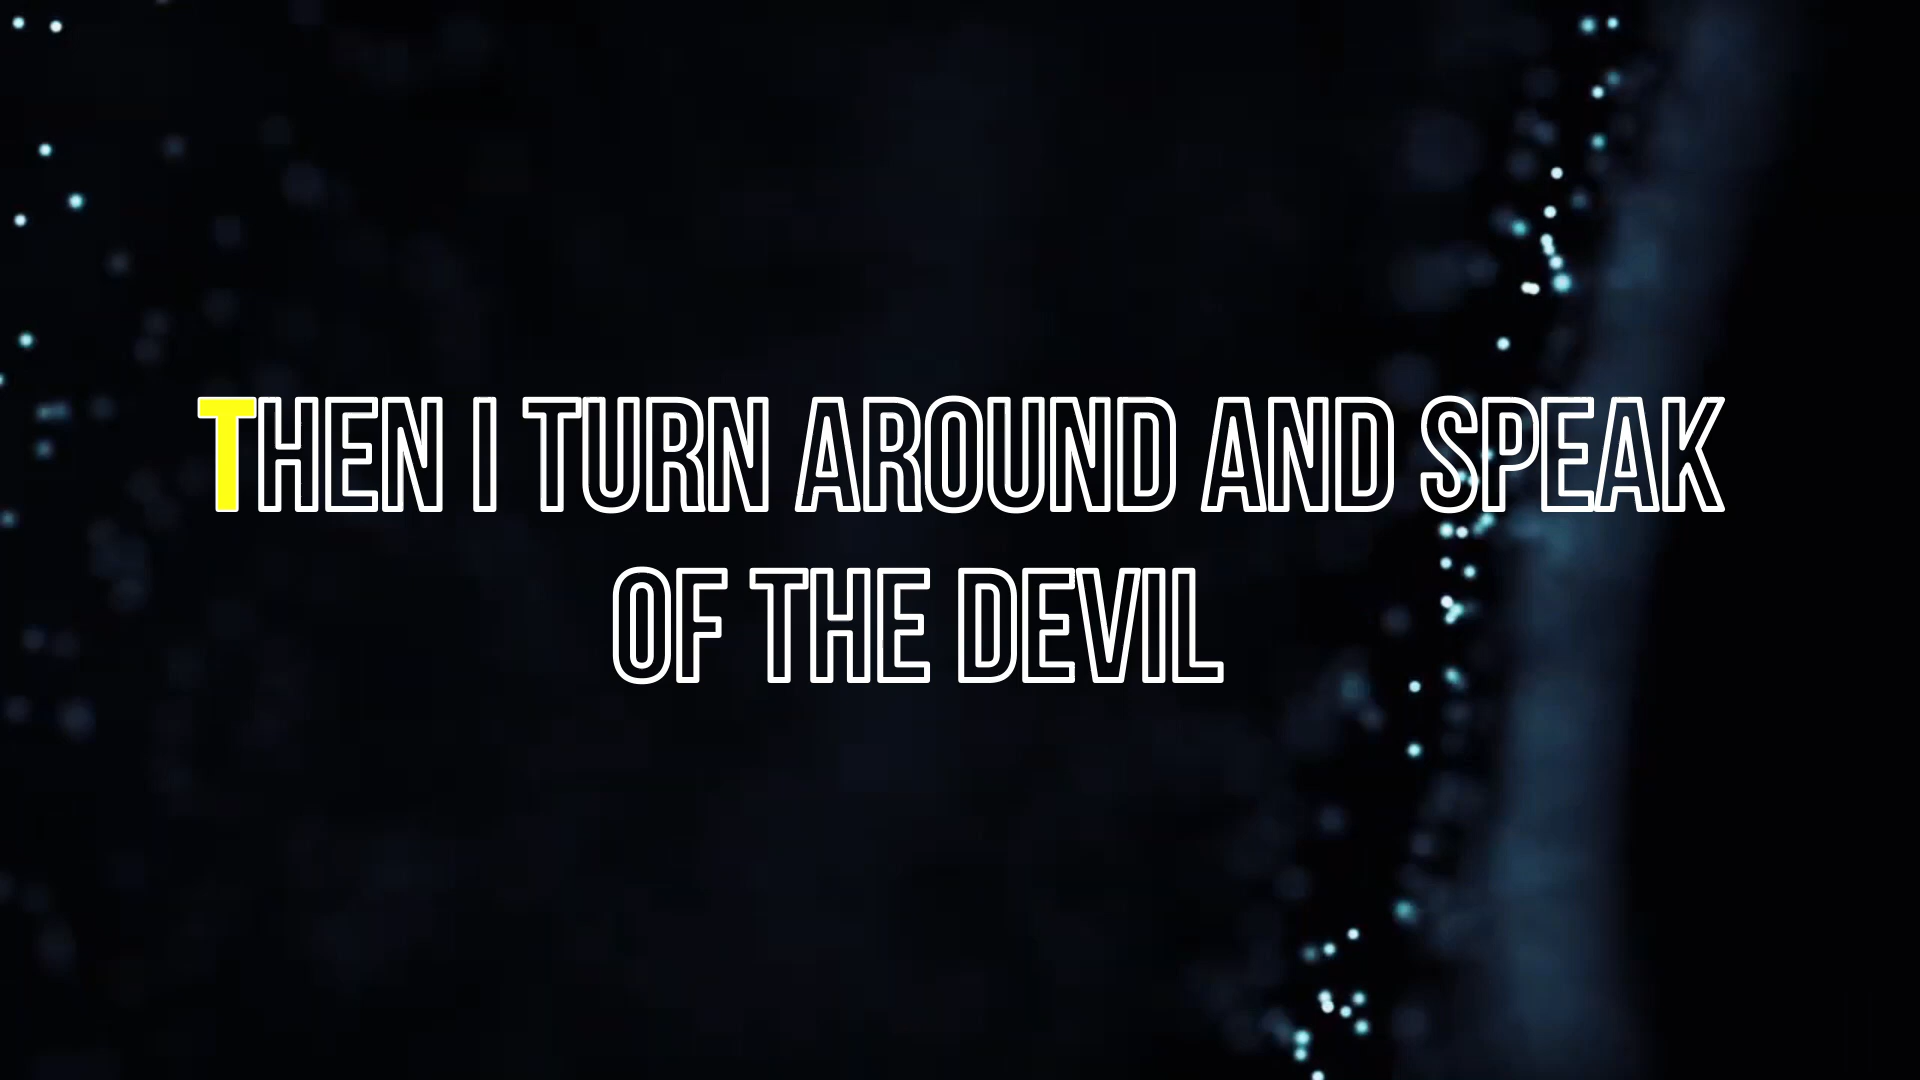 THEN I TURN AROUND AND SPEAK
OF THE DEVIL